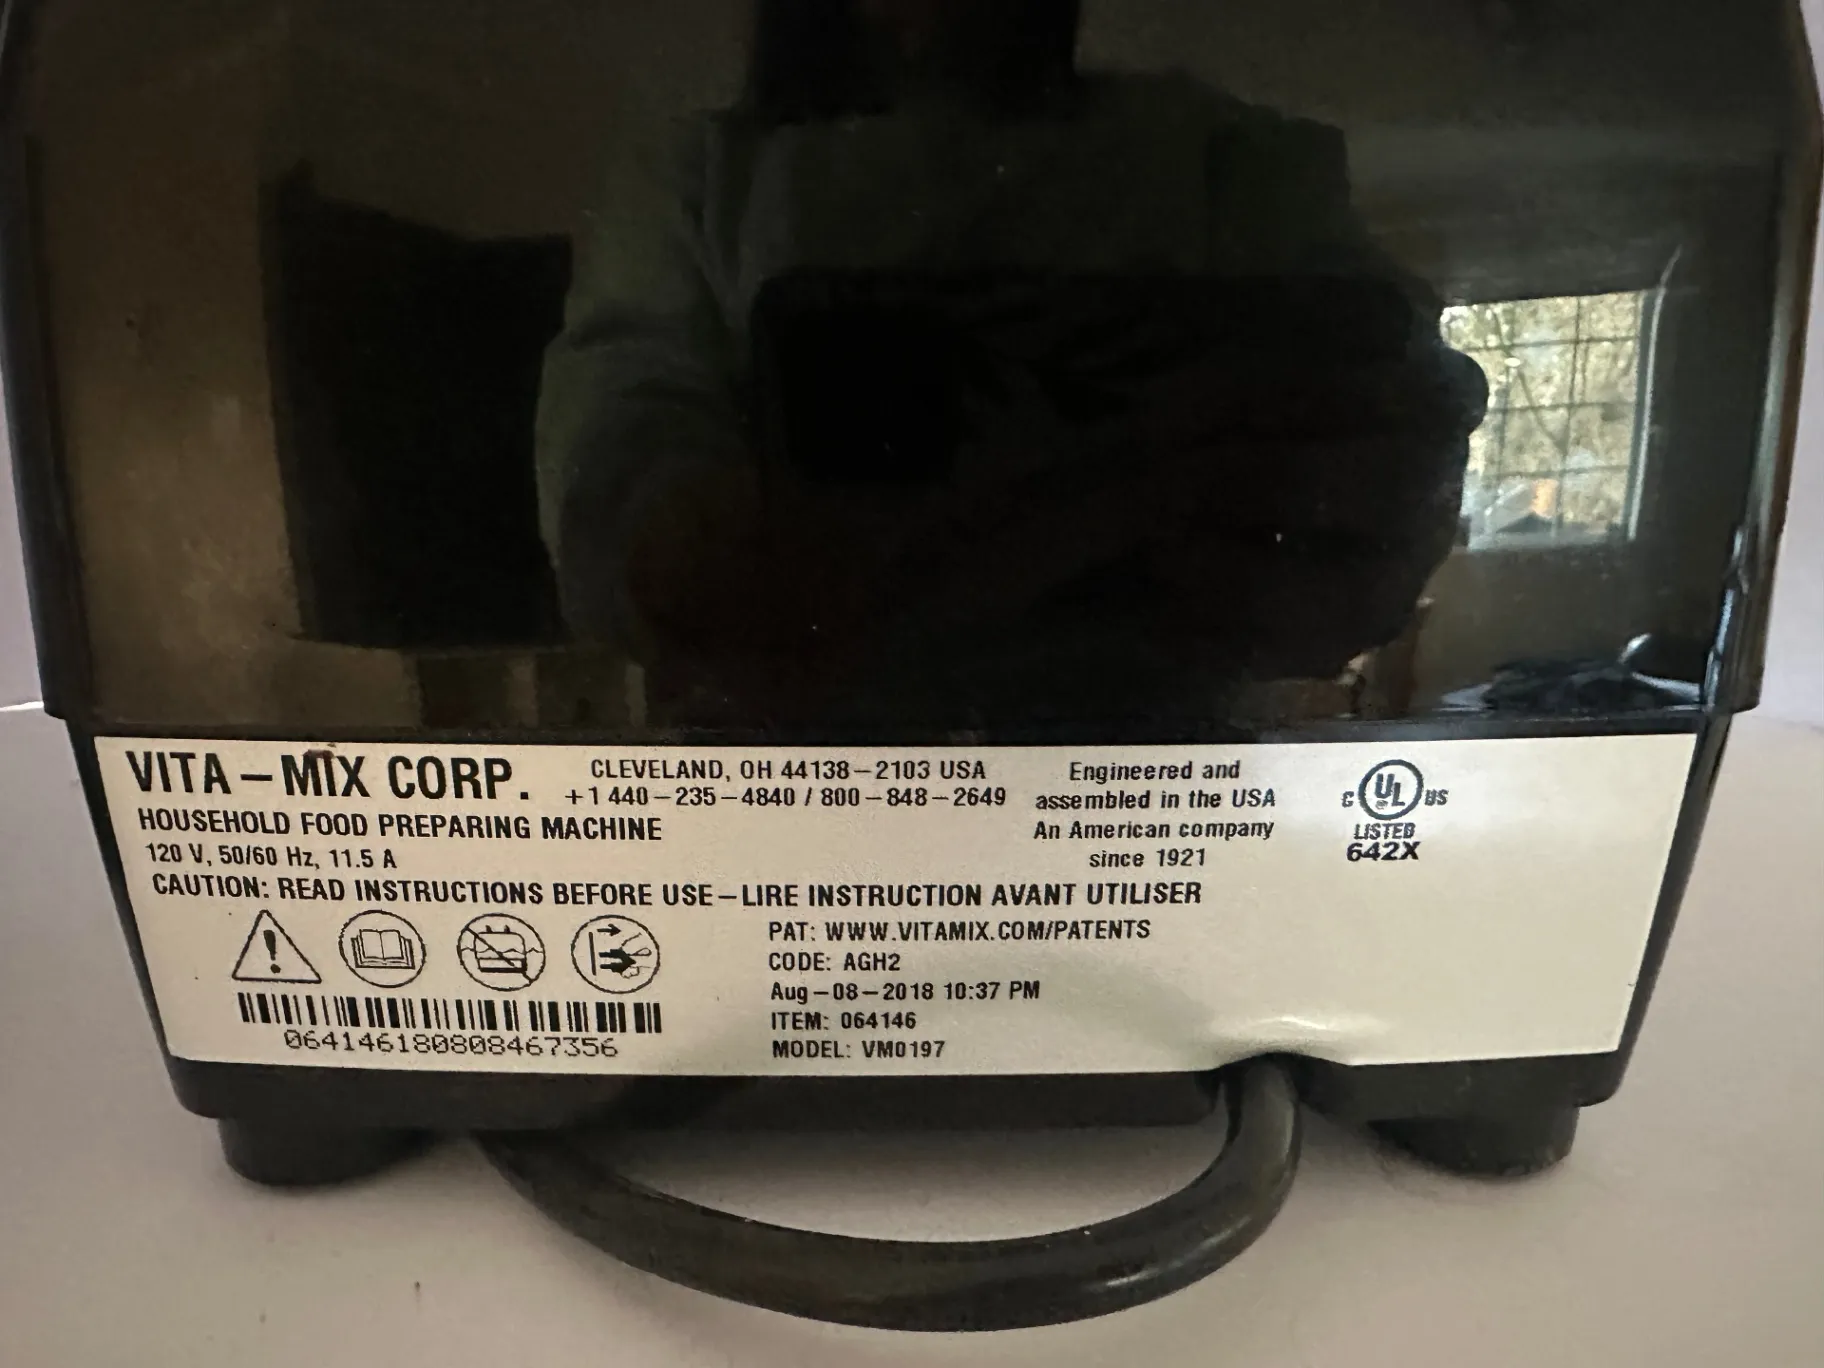 VITA-MIX CORP.
CLEVELAND, OH 44138-2103 USA
+1 440-235-4840 / 800-848-2649
HOUSEHOLD FOOD PREPARING MACHINE
120 V, 50/60 Hz, 11.5 A
Engineered and
assembled in the USA
An American company
since 1921
C UL US
LISTED
642X
CAUTION: READ INSTRUCTIONS BEFORE USE-LIRE INSTRUCTION AVANT UTILISER
PAT: WWW.VITAMIX.COM/PATENTS
CODE: AGH2
Aug-08-2018 10:37 PM
ITEM: 064146
MODEL: VM0197
064146180808467356